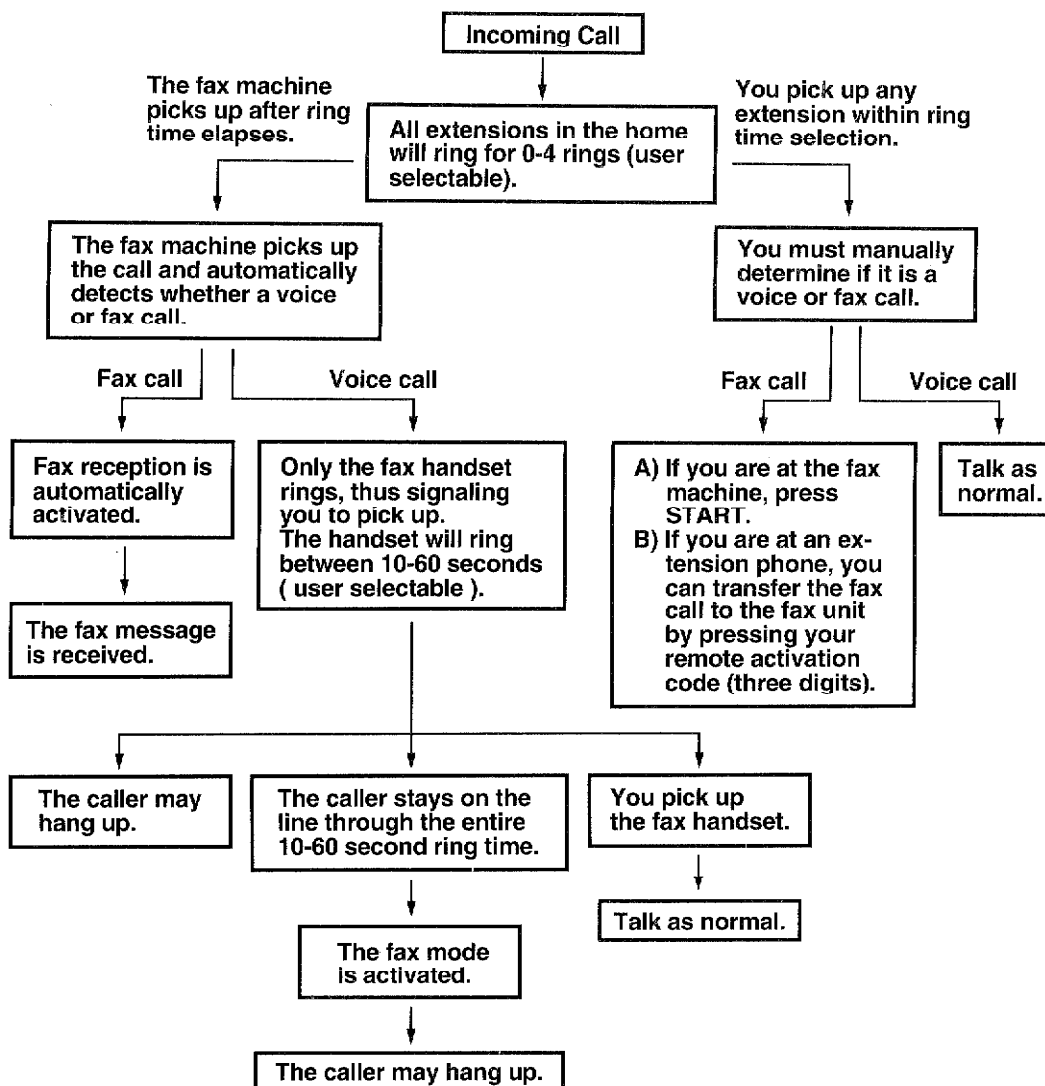 Incoming Call
The fax machine
picks up after ring
time elapses.
You pick up any
extension within ring
time selection.
All extensions in the home
will ring for 0-4 rings (user
selectable).
The fax machine picks up
the call and automatically
detects whether a voice
or fax call.
You must manually
determine if it is a
voice or fax call.
Fax call
Voice call
Fax call
Voice call
Fax reception is
automatically
activated.
Only the fax handset
rings, thus signaling
you to pick up.
The handset will ring
between 10-60 seconds
( user selectable ).
A) If you are at the fax
machine, press
START.
B) If you are at an ex-
tension phone, you
can transfer the fax
call to the fax unit
by pressing your
remote activation
code (three digits).
Talk as
normal.
The fax message
is received.
The caller may
hang up.
The caller stays on the
line through the entire
10-60 second ring time.
You pick up
the fax handset.
Talk as normal.
The fax mode
is activated.
The caller may hang up.